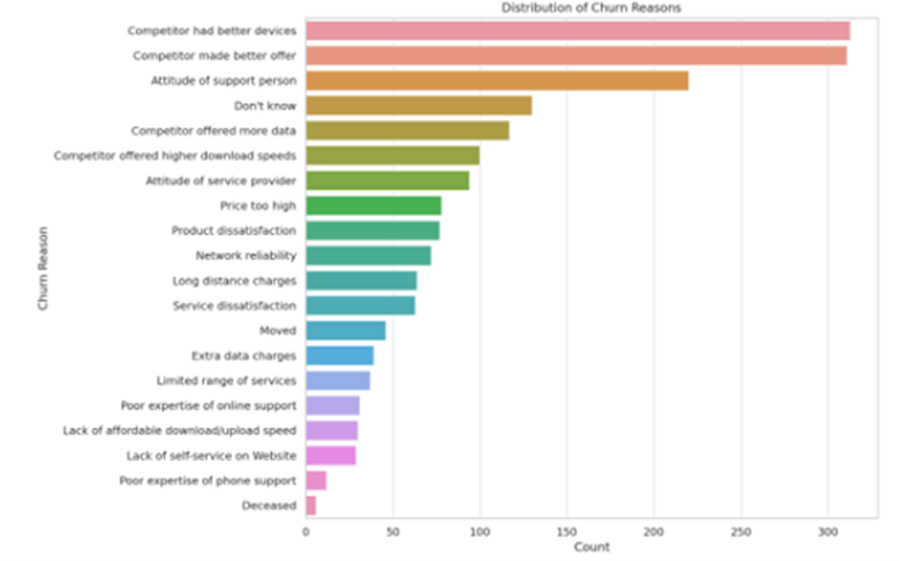 Distribution of Churn Reasons
Churn Reason
Competitor had better devices
Competitor made better offer
Attitude of support person
Don't know
Competitor offered more data
Competitor offered higher download speeds
Attitude of service provider
Price too high
Product dissatisfaction
Network reliability
Long distance charges
Service dissatisfaction
Moved
Extra data charges
Limited range of services
Poor expertise of online support
Lack of affordable download/upload speed
Lack of self-service on Website
Poor expertise of phone support
Deceased
0 50 100 150 200 250 300
Count